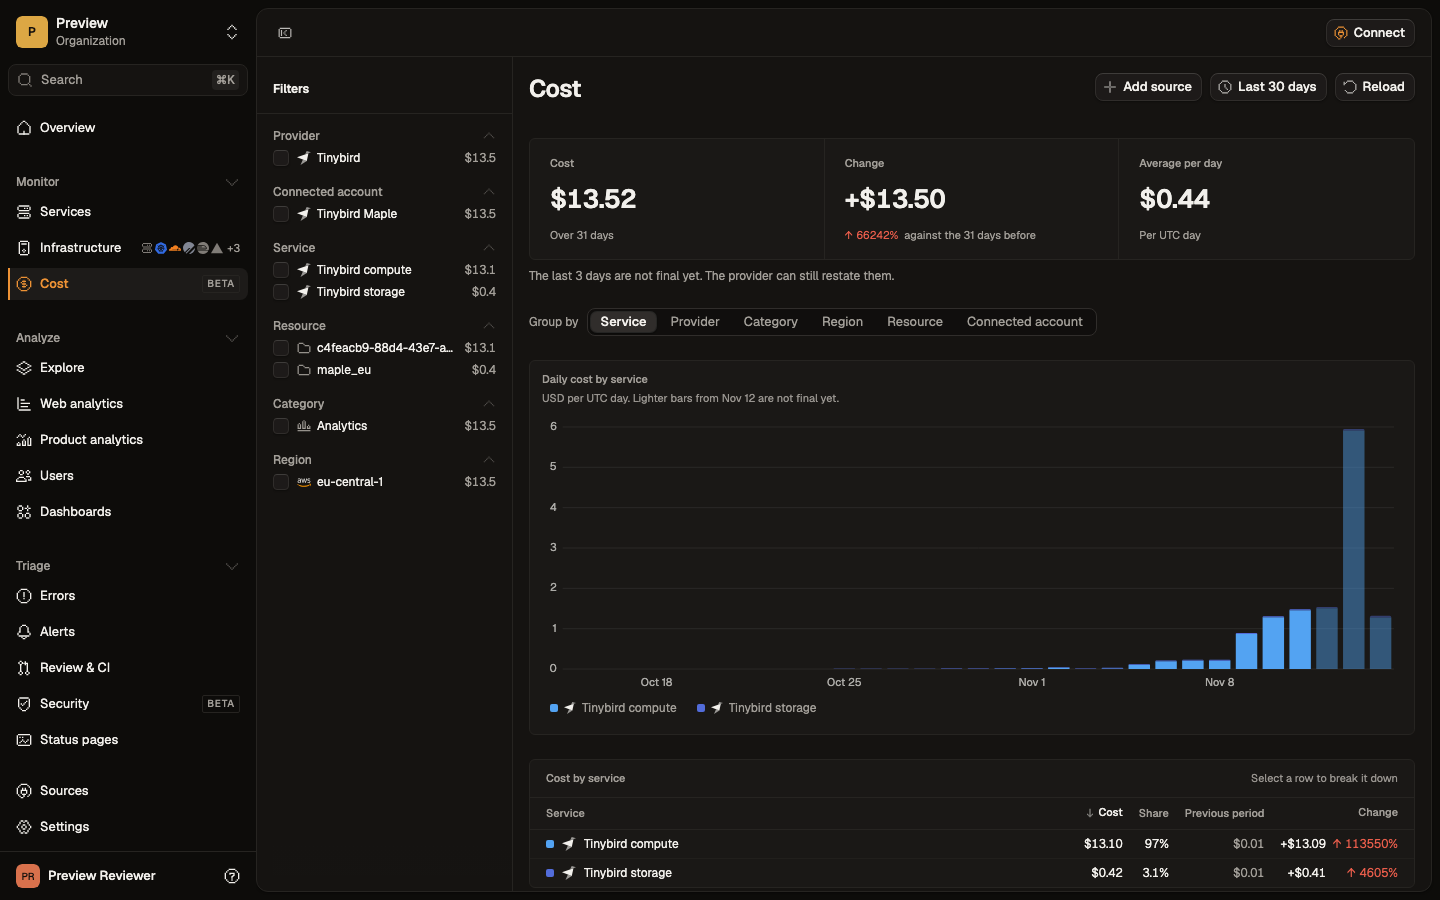 P
Preview
Organization
Search ⌘K
Overview
Monitor
Services
Infrastructure +3
Cost BETA
Analyze
Explore
Web analytics
Product analytics
Users
Dashboards
Triage
Errors
Alerts
Review & CI
Security BETA
Status pages
Sources
Settings
PR Preview Reviewer
Connect
Filters
Provider
Tinybird $13.5
Connected account
Tinybird Maple $13.5
Service
Tinybird compute $13.1
Tinybird storage $0.4
Resource
c4feacb9-88d4-43e7-a... $13.1
maple_eu $0.4
Category
Analytics $13.5
Region
aws eu-central-1 $13.5
Cost
Add source Last 30 days Reload
Cost
$13.52
Over 31 days
Change
+$13.50
↑ 66242% against the 31 days before
Average per day
$0.44
Per UTC day
The last 3 days are not final yet. The provider can still restate them.
Group by Service Provider Category Region Resource Connected account
Daily cost by service
USD per UTC day. Lighter bars from Nov 12 are not final yet.
6
5
4
3
2
1
0
Oct 18 Oct 25 Nov 1 Nov 8
Tinybird compute Tinybird storage
Cost by service Select a row to break it down
Service ↓ Cost Share Previous period Change
Tinybird compute $13.10 97% $0.01 +$13.09 ↑ 113550%
Tinybird storage $0.42 3.1% $0.01 +$0.41 ↑ 4605%